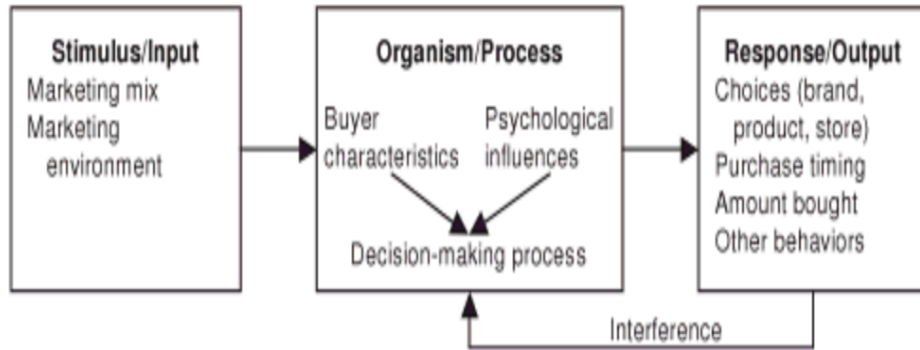 Stimulus/Input
Marketing mix
Marketing
environment
Organism/Process
Buyer
characteristics
Psychological
influences
Decision-making process
Response/Output
Choices (brand,
product, store)
Purchase timing
Amount bought
Other behaviors
Interference